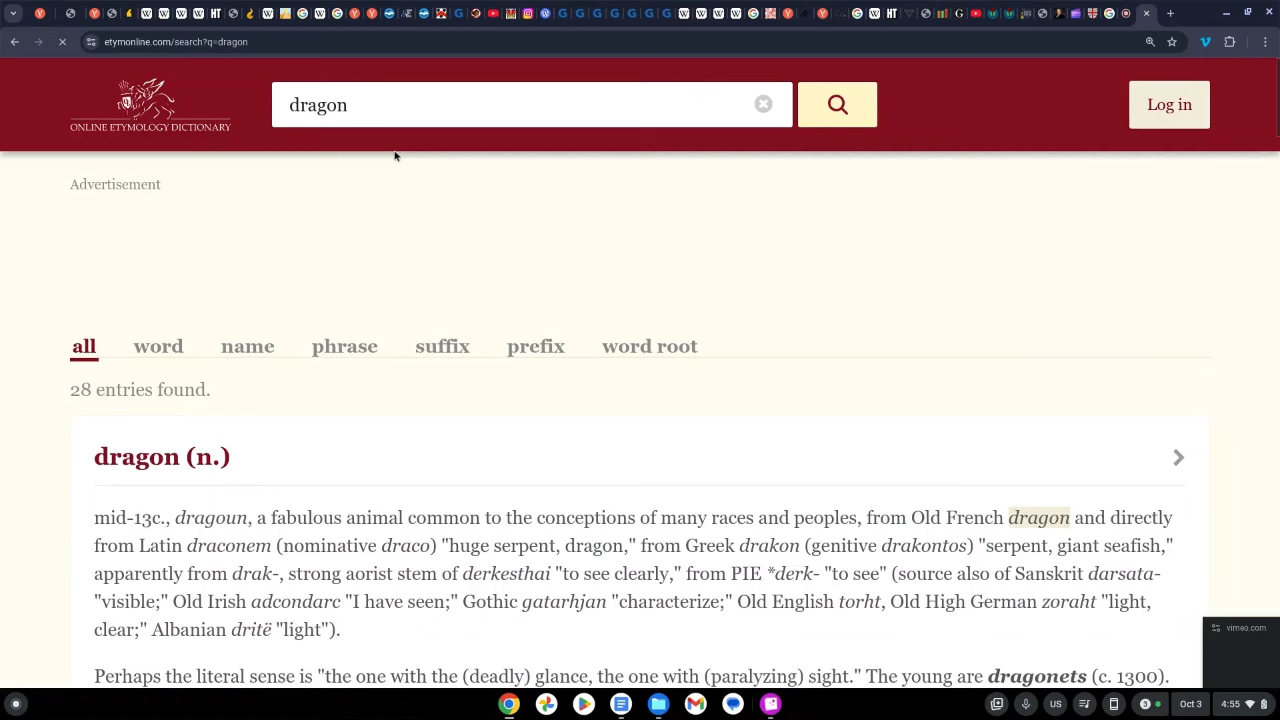 etymonline.com/search?q=dragon
dragon
Log in
ONLINE ETYMOLOGY DICTIONARY
Advertisement
all word name phrase suffix prefix word root
28 entries found.
dragon (n.)
mid-13c., dragoun, a fabulous animal common to the conceptions of many races and peoples, from Old French dragon and directly
from Latin draconem (nominative draco) "huge serpent, dragon," from Greek drakon (genitive drakontos) "serpent, giant seafish,"
apparently from drak-, strong aorist stem of derkesthai "to see clearly," from PIE *derk- "to see" (source also of Sanskrit darsata-
"visible;" Old Irish adcondarc "I have seen;" Gothic gatarhjan "characterize;" Old English torht, Old High German zoraht "light,
clear;" Albanian dritë "light").
vimeo.com
Perhaps the literal sense is "the one with the (deadly) glance, the one with (paralyzing) sight." The young are dragonets (c. 1300).
US Oct 3 4:55